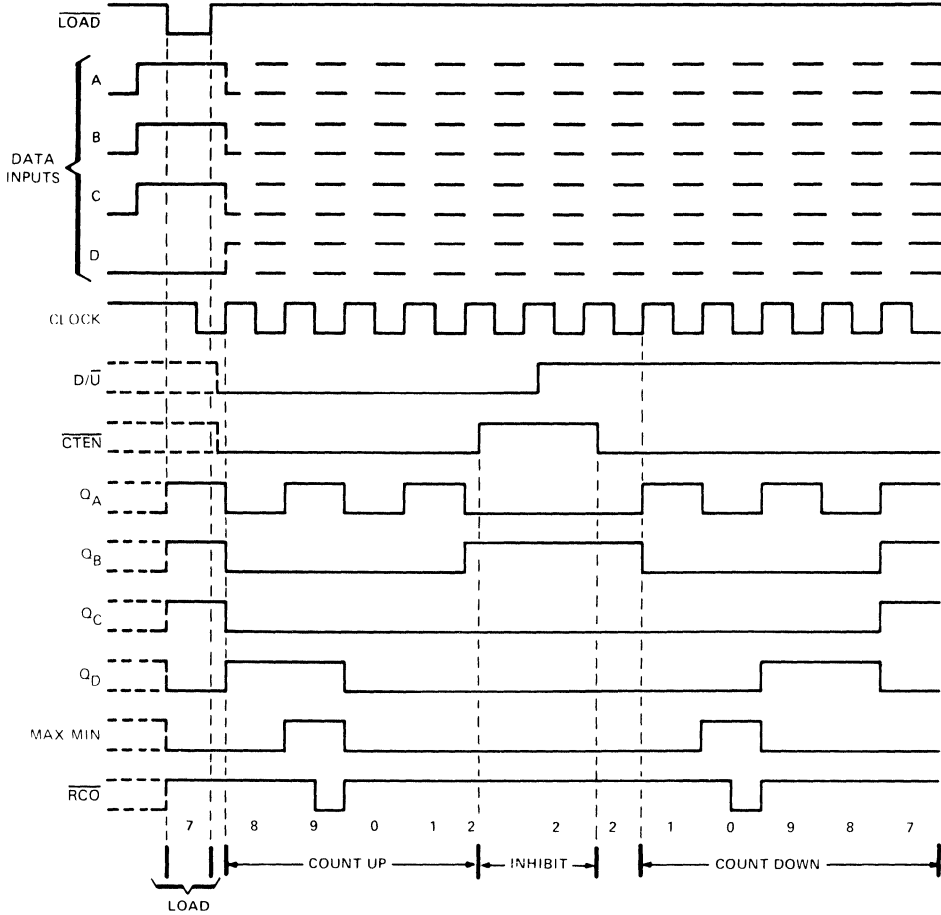 LOAD
A
B
DATA
INPUTS
C
D
CLOCK
D/U
CTEN
QA
QB
QC
QD
MAX MIN
RCO
7 8 9 0 1 2 2 2 1 0 9 8 7
COUNT UP INHIBIT COUNT DOWN
LOAD